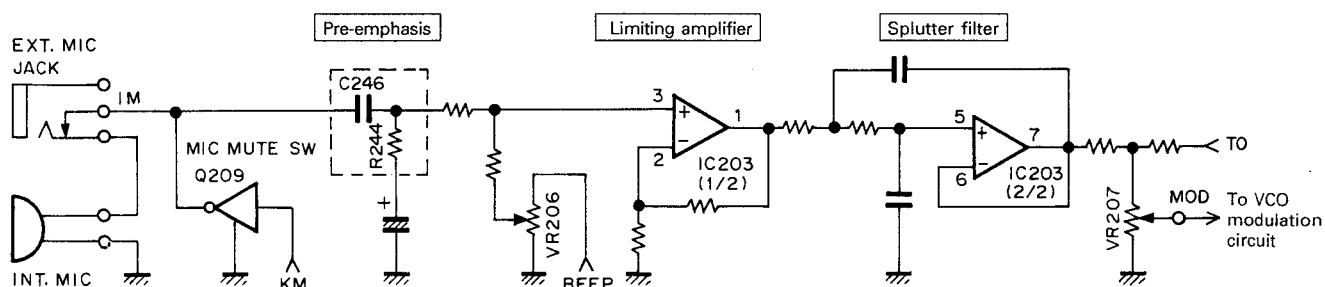 Pre-emphasis
Limiting amplifier
Splutter filter
EXT. MIC
JACK
IM
C246
R244
MIC MUTE SW
Q209
+
VR206
3
+
1
2
−
IC203
(1/2)
5
+
7
6
−
IC203
(2/2)
TO
VR207
MOD
To VCO
modulation
circuit
INT. MIC
KM
BEEP